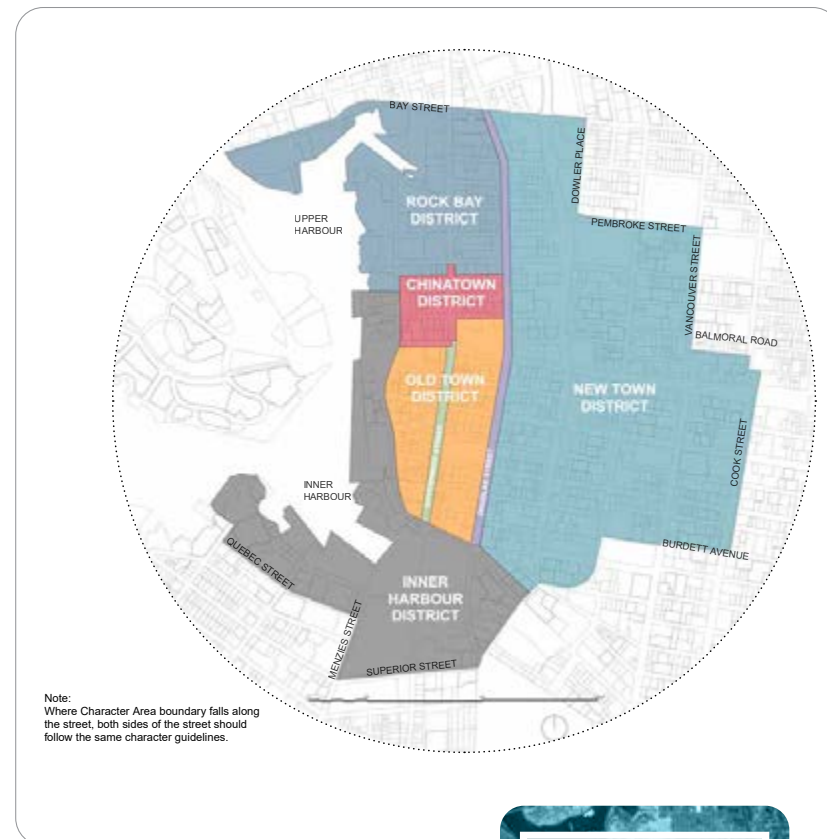 BAY STREET
DOWLER PLACE
ROCK BAY
DISTRICT
UPPER
HARBOUR
PEMBROKE STREET
VANCOUVER STREET
CHINATOWN
DISTRICT
BALMORAL ROAD
OLD TOWN
DISTRICT
NEW TOWN
DISTRICT
COOK STREET
INNER
HARBOUR
QUEBEC STREET
BURDETT AVENUE
INNER
HARBOUR
DISTRICT
MENZIES STREET
SUPERIOR STREET
Note:
Where Character Area boundary falls along
the street, both sides of the street should
follow the same character guidelines.